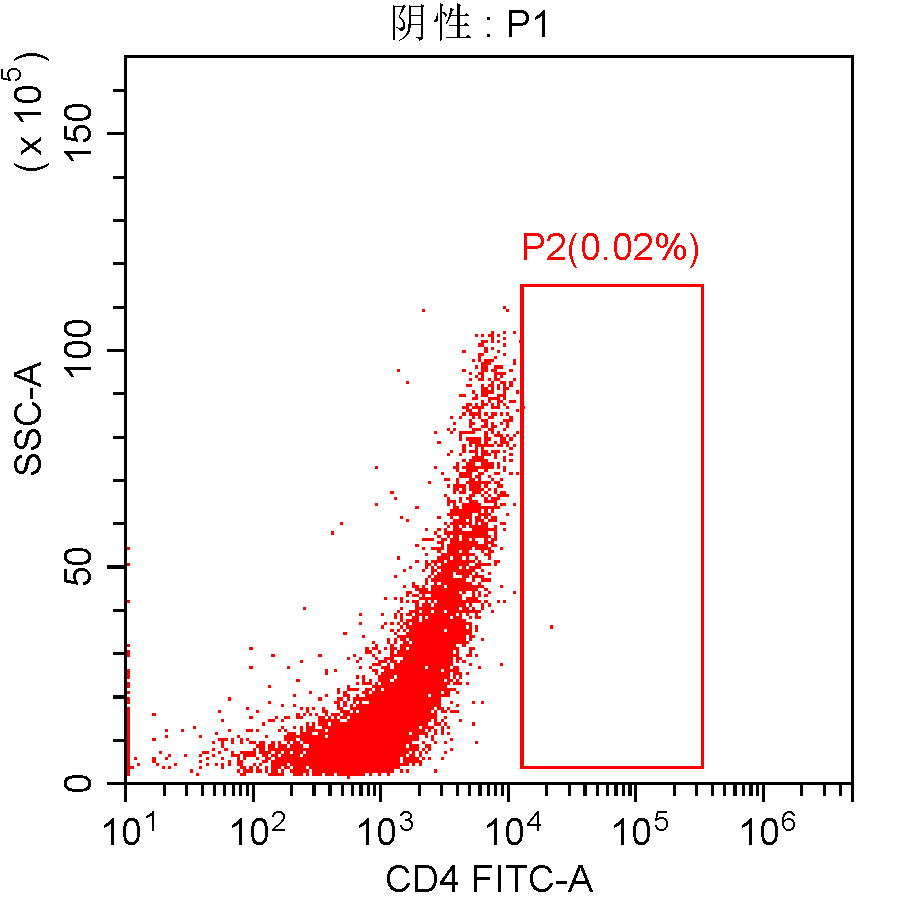 阴性 : P1
(x 10⁵)
150
100
50
0
SSC-A
P2(0.02%)
10¹ 10² 10³ 10⁴ 10⁵ 10⁶
CD4 FITC-A